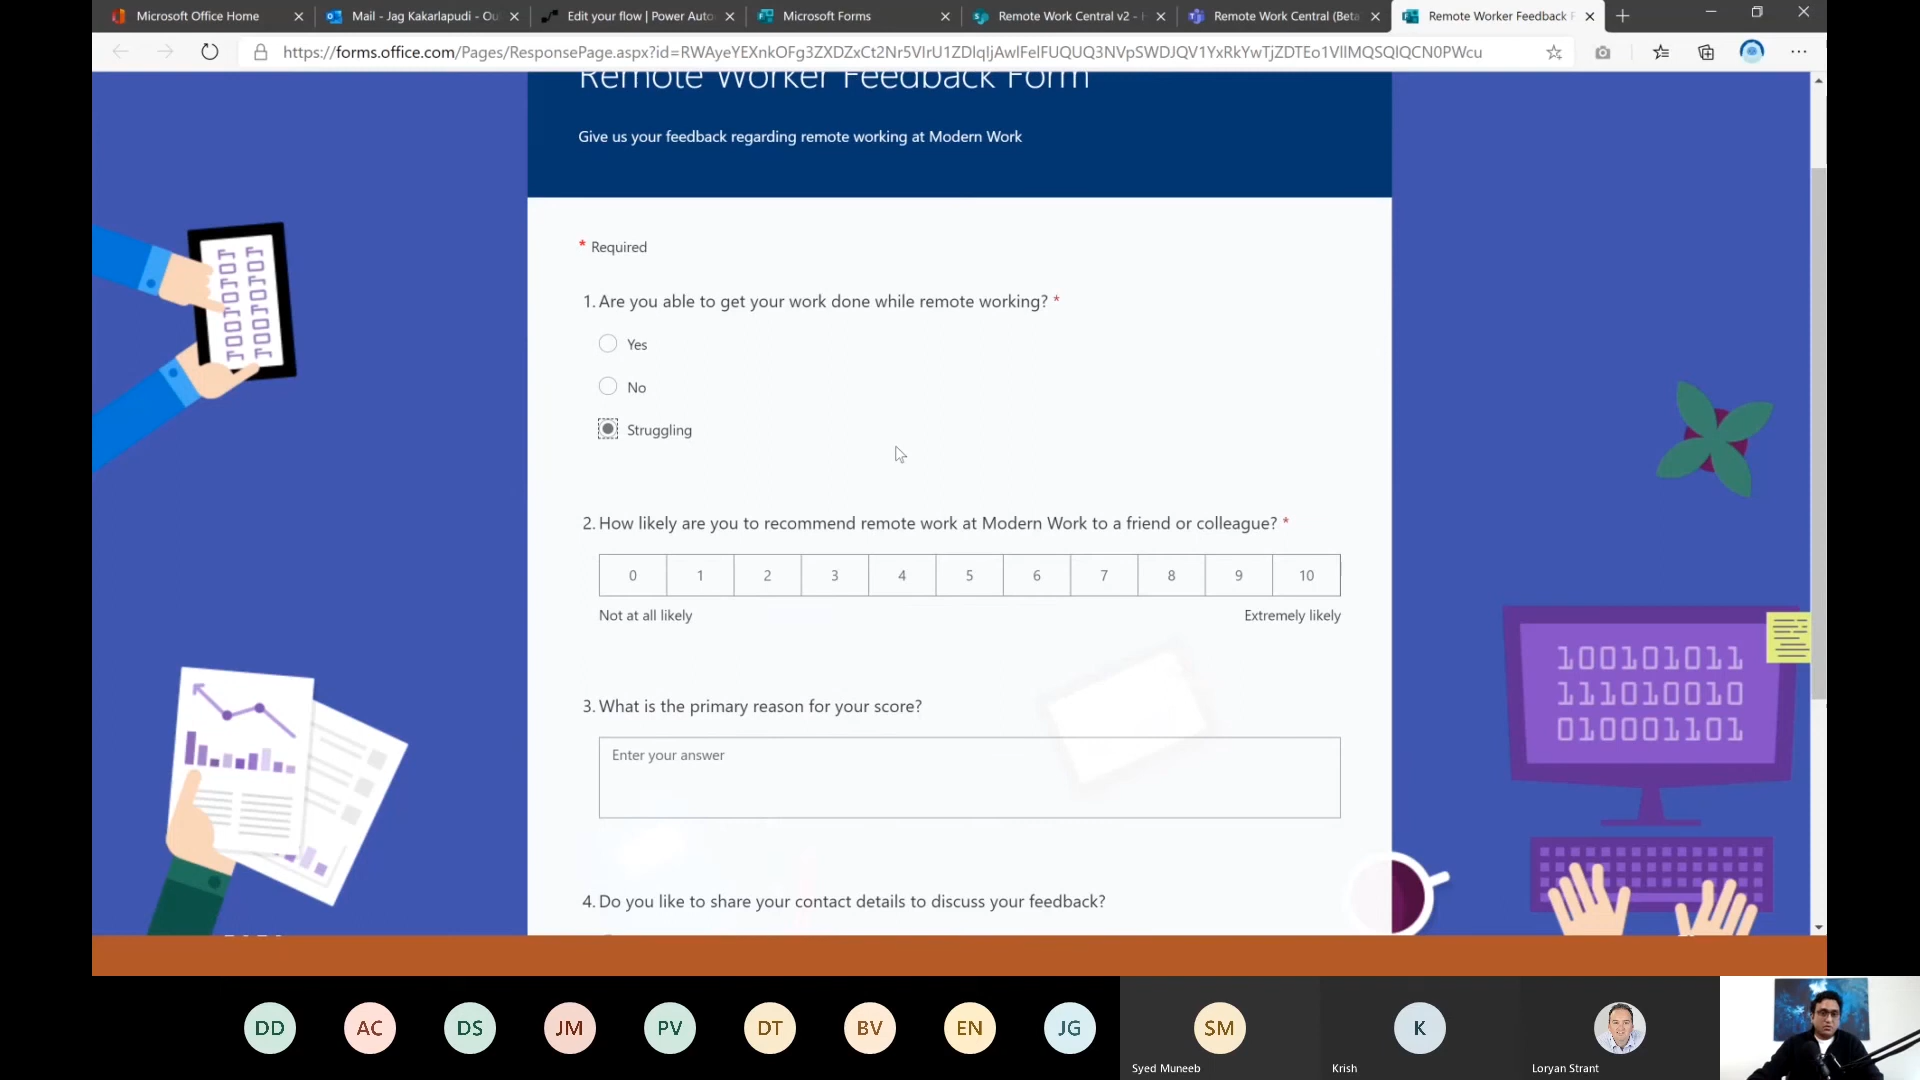 Microsoft Office Home
Mail - Jag Kakarlapudi - Ou
Edit your flow | Power Auto
Microsoft Forms
Remote Work Central v2 -
Remote Work Central (Beta
Remote Worker Feedback F
https://forms.office.com/Pages/ResponsePage.aspx?id=
Remote Worker Feedback Form
Give us your feedback regarding remote working at Modern Work
* Required
1. Are you able to get your work done while remote working? *
Yes
No
Struggling
2. How likely are you to recommend remote work at Modern Work to a friend or colleague? *
0 1 2 3 4 5 6 7 8 9 10
Not at all likely Extremely likely
3. What is the primary reason for your score?
Enter your answer
4. Do you like to share your contact details to discuss your feedback?
100101011
111010010
010001101
DD AC DS JM PV DT BV EN JG SM K
Syed Muneeb Krish Loryan Strant